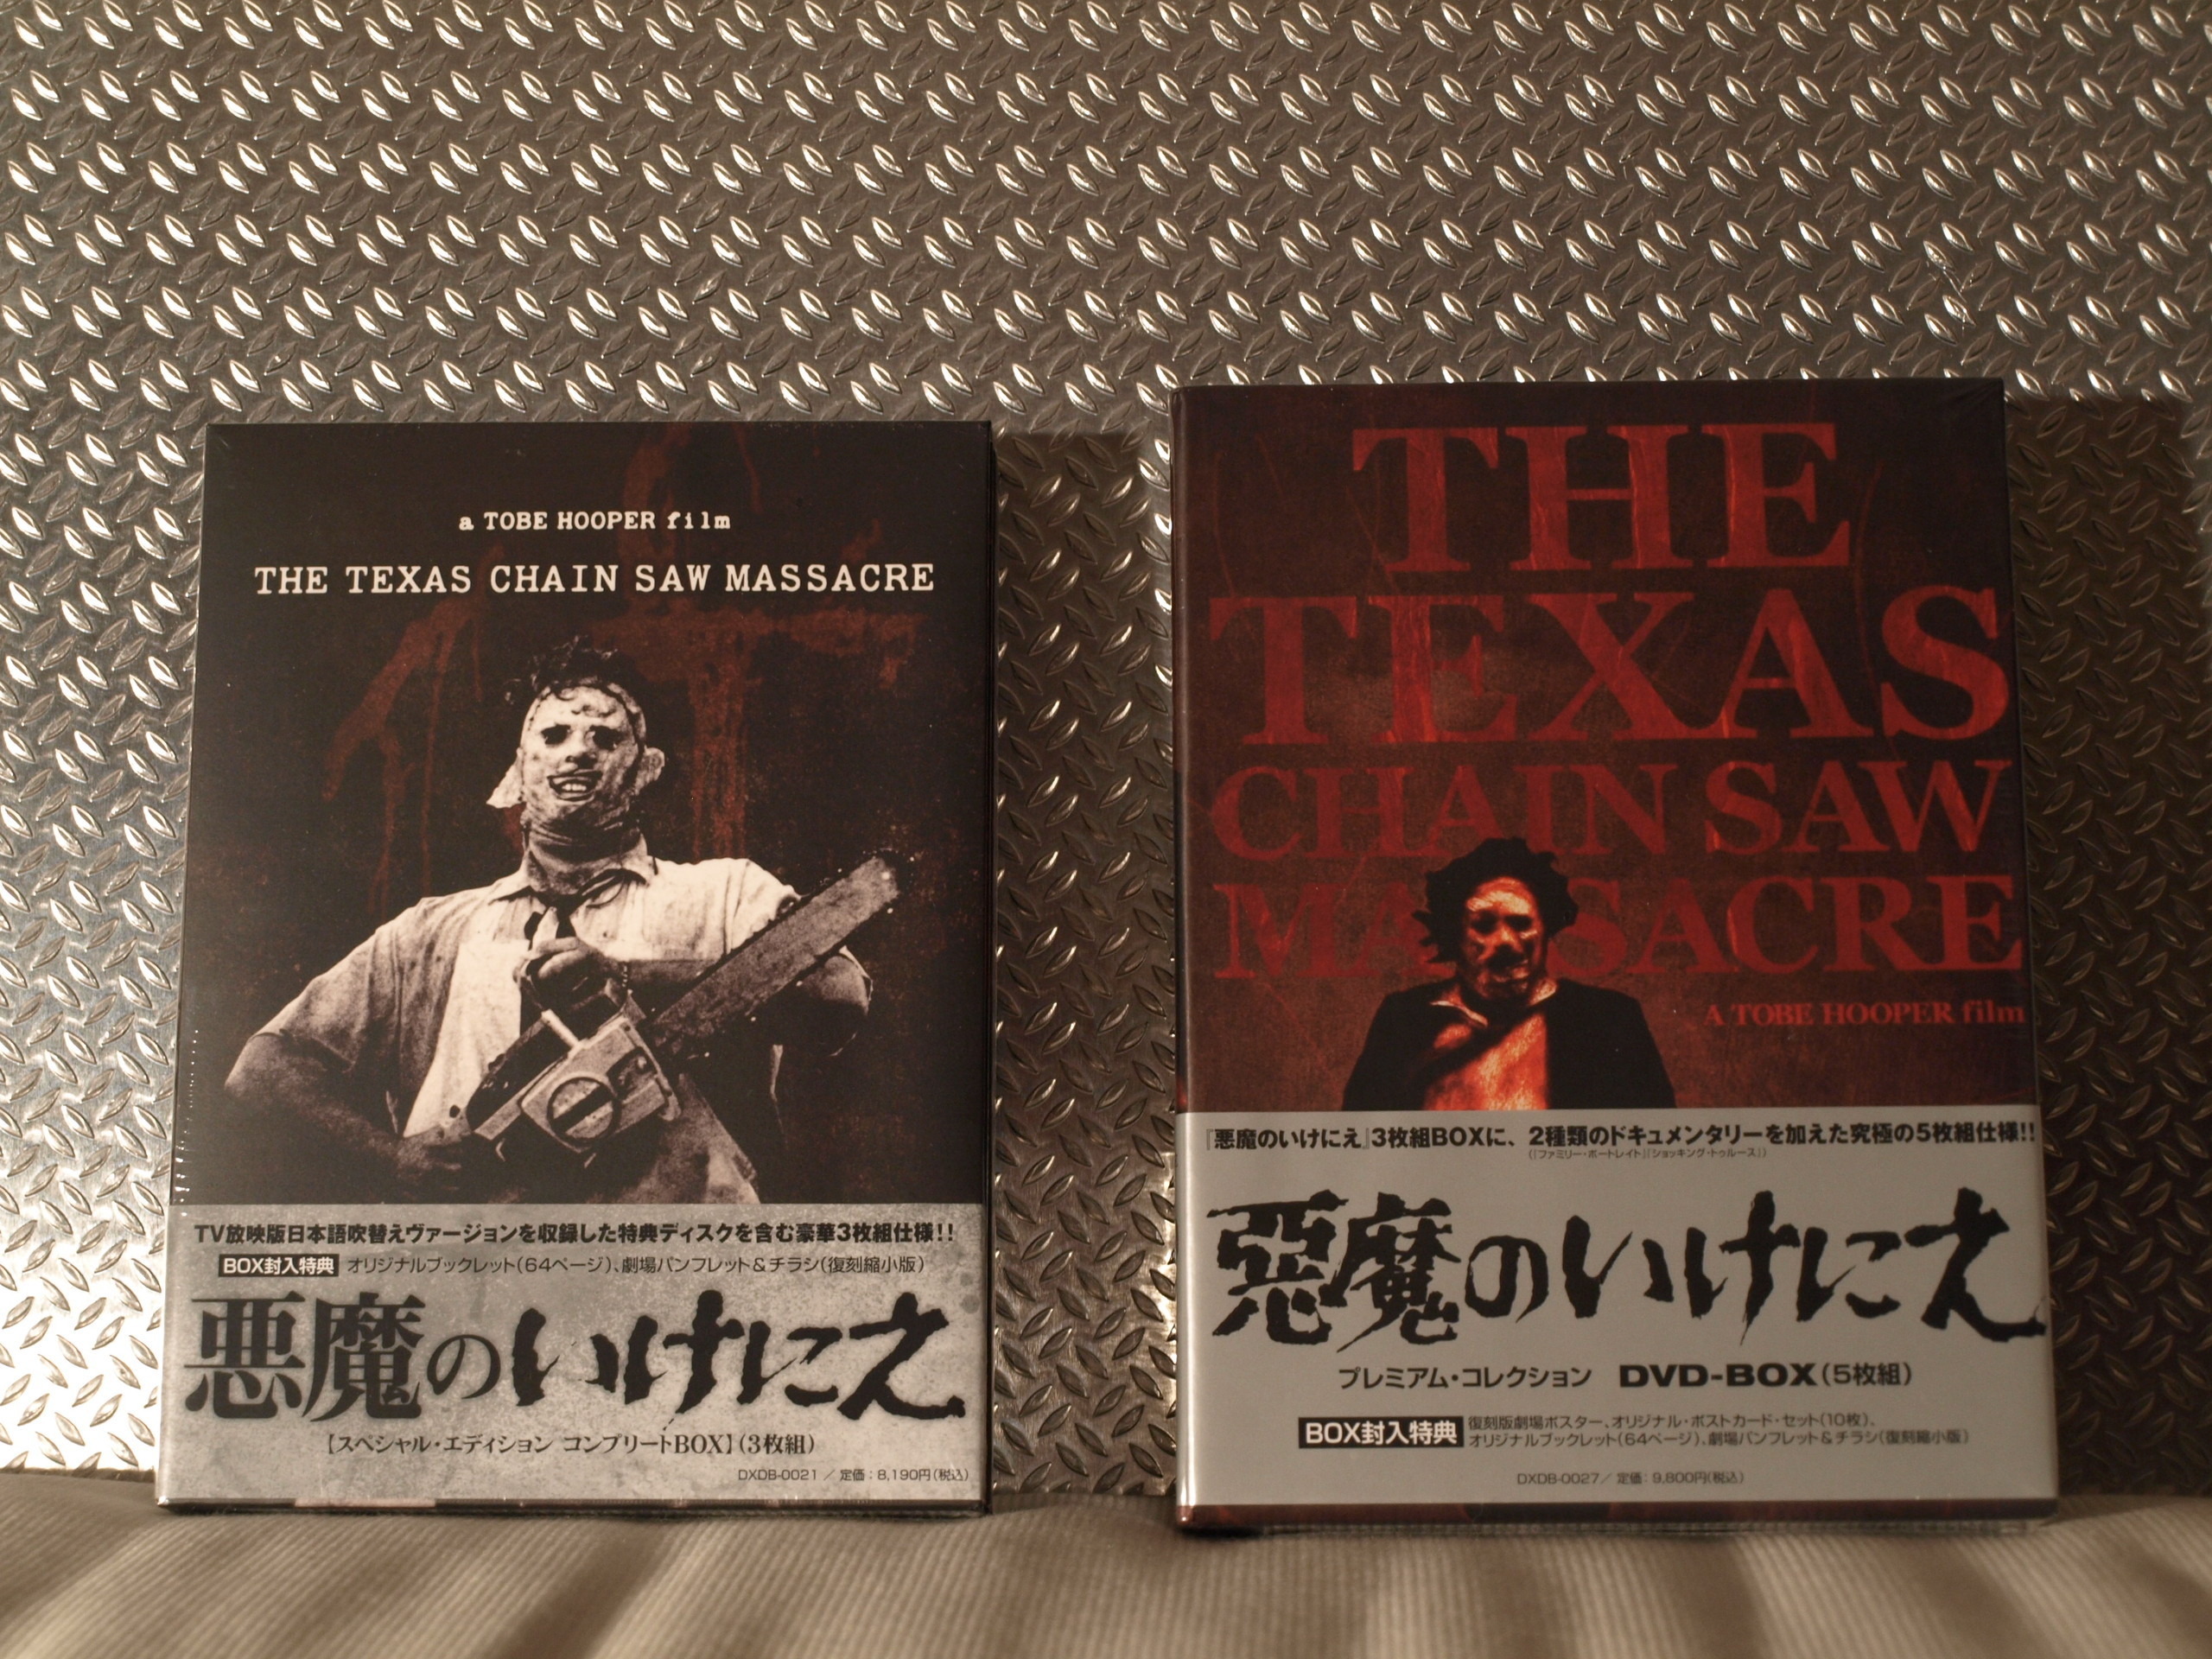 a TOBE HOOPER film
THE TEXAS CHAIN SAW MASSACRE
TV放映版日本語吹替えヴァージョンを収録した特典ディスクを含む豪華3枚組仕様!!
BOX封入特典 オリジナルブックレット(64ページ)、劇場パンフレット&チラシ(復刻縮小版)
悪魔のいけにえ
【スペシャル・エディション コンプリートBOX】(3枚組)
DXDB-0021 / 定価:8,190円(税込)
THE
TEXAS
CHAIN SAW
MASSACRE
A TOBE HOOPER film
『悪魔のいけにえ』3枚組BOXに、2種類のドキュメンタリーを加えた究極の5枚組仕様!!
(『ファミリー・ポートレイト』『ショッキング・トゥルース』)
惡魔のいけにえ
プレミアム・コレクション DVD-BOX(5枚組)
BOX封入特典 復刻版劇場ポスター、オリジナル・ポストカード・セット(10枚)、
オリジナルブックレット(64ページ)、劇場パンフレット&チラシ(復刻縮小版)
DXDB-0027/ 定価:9,800円(税込)